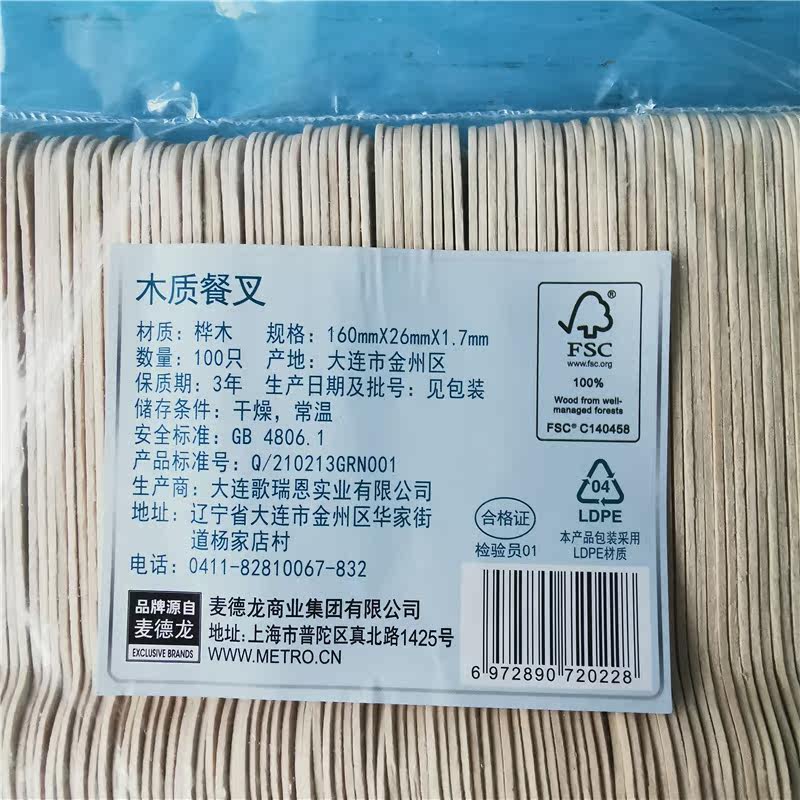 木质餐叉
材质：桦木 规格：160mmX26mmX1.7mm
数量：100只 产地：大连市金州区
保质期：3年 生产日期及批号：见包装
储存条件：干燥，常温
安全标准：GB 4806.1
产品标准号：Q/210213GRN001
生产商：大连歌瑞恩实业有限公司
地址：辽宁省大连市金州区华家街
道杨家店村
电话：0411-82810067-832
品牌源自
麦德龙
EXCLUSIVE BRANDS
麦德龙商业集团有限公司
地址:上海市普陀区真北路1425号
WWW.METRO.CN
®
FSC
www.fsc.org
100%
Wood from well-
managed forests
FSC® C140458
04
LDPE
本产品包装采用
LDPE材质
合格证
检验员01
6 972890 720228